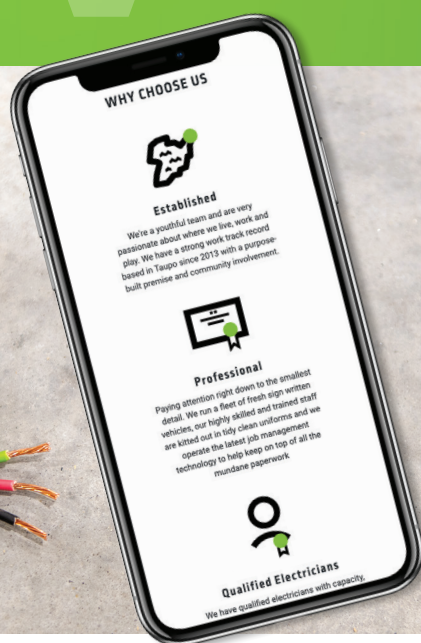 WHY CHOOSE US
Established
We're a youthful team and are very
passionate about where we live, work and
play. We have a strong work track record
based in Taupo since 2013 with a purpose-
built premise and community involvement.
Professional
Paying attention right down to the smallest
detail. We run a fleet of fresh sign written
vehicles, our highly skilled and trained staff
are kitted out in tidy clean uniforms and we
operate the latest job management
technology to help keep on top of all the
mundane paperwork
Qualified Electricians
We have qualified electricians with capacity,